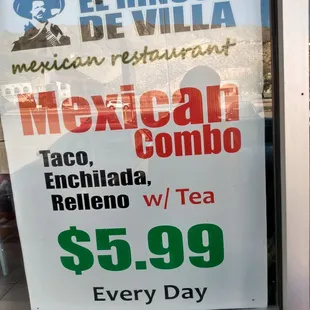 DE VILLA
mexican restaurant
Mexican
Combo
Taco,
Enchilada,
Relleno w/ Tea
$5.99
Every Day